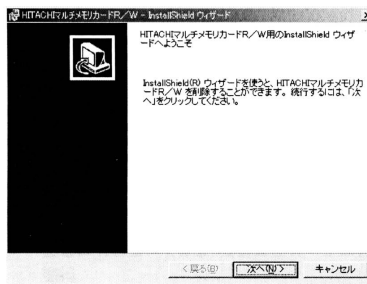 HITACHIマルチメモリカードR／W - InstallShield ウィザード
HITACHIマルチメモリカードR／W用のInstallShield ウィザ
ードへようこそ
InstallShield(R) ウィザードを使うと、HITACHIマルチメモリカ
ードR／W を削除することができます。続行するには、「次
へ」をクリックしてください。
< 戻る(B) 次へ(N) > キャンセル